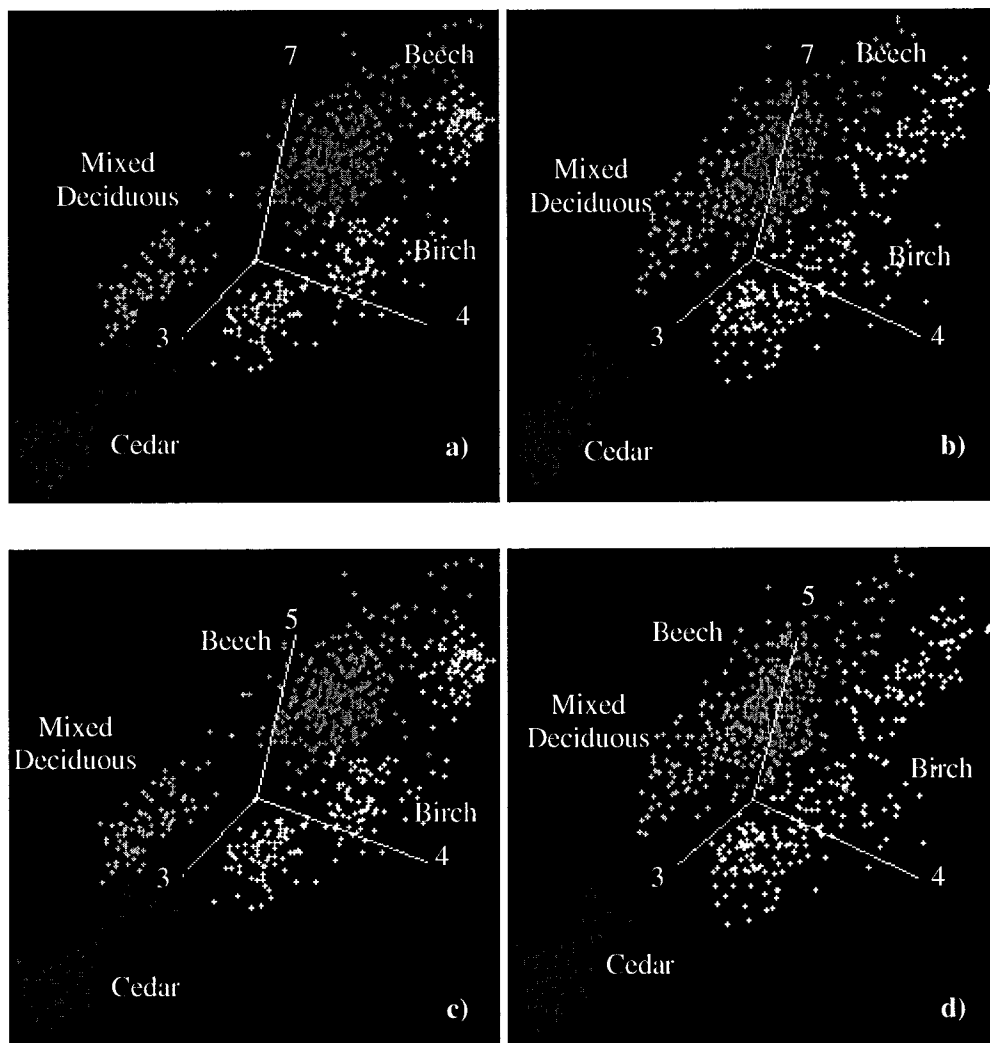 Beech
7
Mixed
Deciduous
Birch
3
4
Cedar
a)
Beech
7
Mixed
Deciduous
Birch
3
4
Cedar
b)
5
Beech
Mixed
Deciduous
Birch
3
4
Cedar
c)
5
Beech
Mixed
Deciduous
Birch
3
4
Cedar
d)